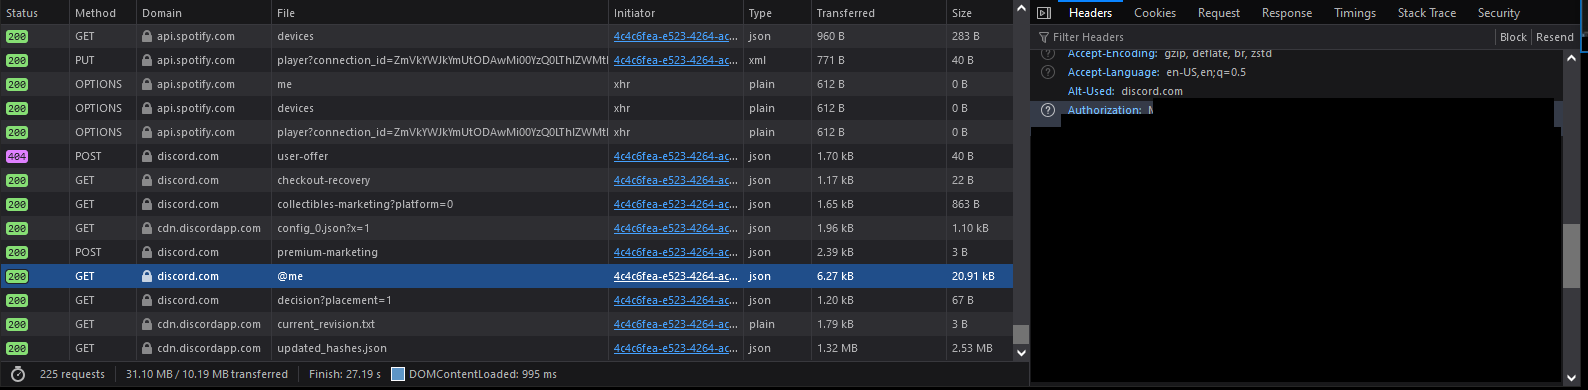 Status Method Domain File Initiator Type Transferred Size
200 GET api.spotify.com devices 4c4c6fea-e523-4264-ac... json 960 B 283 B
200 PUT api.spotify.com player?connection_id= xml 771 B 40 B
200 OPTIONS api.spotify.com me xhr plain 612 B 0 B
200 OPTIONS api.spotify.com devices xhr plain 612 B 0 B
200 OPTIONS api.spotify.com player?connection_id= xhr plain 612 B 0 B
404 POST discord.com user-offer 4c4c6fea-e523-4264-ac... json 1.70 kB 40 B
200 GET discord.com checkout-recovery 4c4c6fea-e523-4264-ac... json 1.17 kB 22 B
200 GET discord.com collectibles-marketing?platform=0 4c4c6fea-e523-4264-ac... json 1.65 kB 863 B
200 GET cdn.discordapp.com config_0.json?x=1 4c4c6fea-e523-4264-ac... json 1.96 kB 1.10 kB
200 POST discord.com premium-marketing 4c4c6fea-e523-4264-ac... json 2.39 kB 3 B
200 GET discord.com @me 4c4c6fea-e523-4264-ac... json 6.27 kB 20.91 kB
200 GET discord.com decision?placement=1 4c4c6fea-e523-4264-ac... json 1.20 kB 67 B
200 GET cdn.discordapp.com current_revision.txt 4c4c6fea-e523-4264-ac... plain 1.79 kB 3 B
200 GET cdn.discordapp.com updated_hashes.json 4c4c6fea-e523-4264-ac... json 1.32 MB 2.53 MB
225 requests 31.10 MB / 10.19 MB transferred Finish: 27.19 s DOMContentLoaded: 995 ms
Headers Cookies Request Response Timings Stack Trace Security
Filter Headers Block Resend
Accept-Encoding: gzip, deflate, br, zstd
Accept-Language: en-US,en;q=0.5
Alt-Used: discord.com
Authorization: